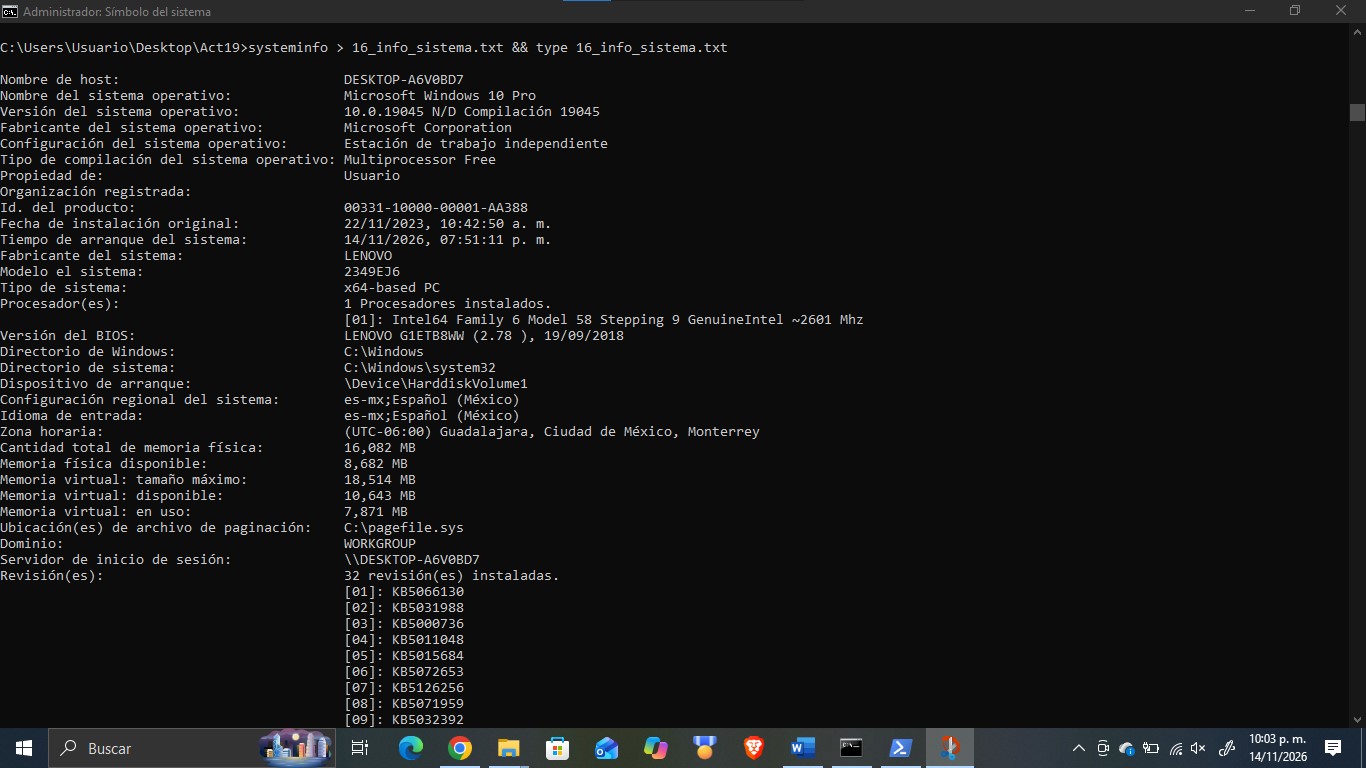 Administrador: Símbolo del sistema
C:\Users\Usuario\Desktop\Act19>systeminfo > 16_info_sistema.txt && type 16_info_sistema.txt
Nombre de host: DESKTOP-A6V0BD7
Nombre del sistema operativo: Microsoft Windows 10 Pro
Versión del sistema operativo: 10.0.19045 N/D Compilación 19045
Fabricante del sistema operativo: Microsoft Corporation
Configuración del sistema operativo: Estación de trabajo independiente
Tipo de compilación del sistema operativo: Multiprocessor Free
Propiedad de: Usuario
Organización registrada:
Id. del producto: 00331-10000-00001-AA388
Fecha de instalación original: 22/11/2023, 10:42:50 a. m.
Tiempo de arranque del sistema: 14/11/2026, 07:51:11 p. m.
Fabricante del sistema: LENOVO
Modelo el sistema: 2349EJ6
Tipo de sistema: x64-based PC
Procesador(es): 1 Procesadores instalados.
[01]: Intel64 Family 6 Model 58 Stepping 9 GenuineIntel ~2601 Mhz
Versión del BIOS: LENOVO G1ETB8WW (2.78 ), 19/09/2018
Directorio de Windows: C:\Windows
Directorio de sistema: C:\Windows\system32
Dispositivo de arranque: \Device\HarddiskVolume1
Configuración regional del sistema: es-mx;Español (México)
Idioma de entrada: es-mx;Español (México)
Zona horaria: (UTC-06:00) Guadalajara, Ciudad de México, Monterrey
Cantidad total de memoria física: 16,082 MB
Memoria física disponible: 8,682 MB
Memoria virtual: tamaño máximo: 18,514 MB
Memoria virtual: disponible: 10,643 MB
Memoria virtual: en uso: 7,871 MB
Ubicación(es) de archivo de paginación: C:\pagefile.sys
Dominio: WORKGROUP
Servidor de inicio de sesión: \\DESKTOP-A6V0BD7
Revisión(es): 32 revisión(es) instaladas.
[01]: KB5066130
[02]: KB5031988
[03]: KB5000736
[04]: KB5011048
[05]: KB5015684
[06]: KB5072653
[07]: KB5126256
[08]: KB5071959
[09]: KB5032392
Buscar
10:03 p. m.
14/11/2026